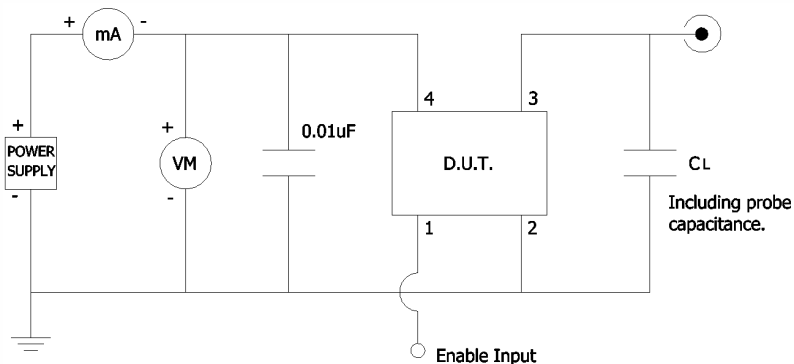 + mA -
4
3
+
0.01uF
+
POWER
SUPPLY
VM
D.U.T.
CL
-
-
Including probe
capacitance.
1
2
Enable Input